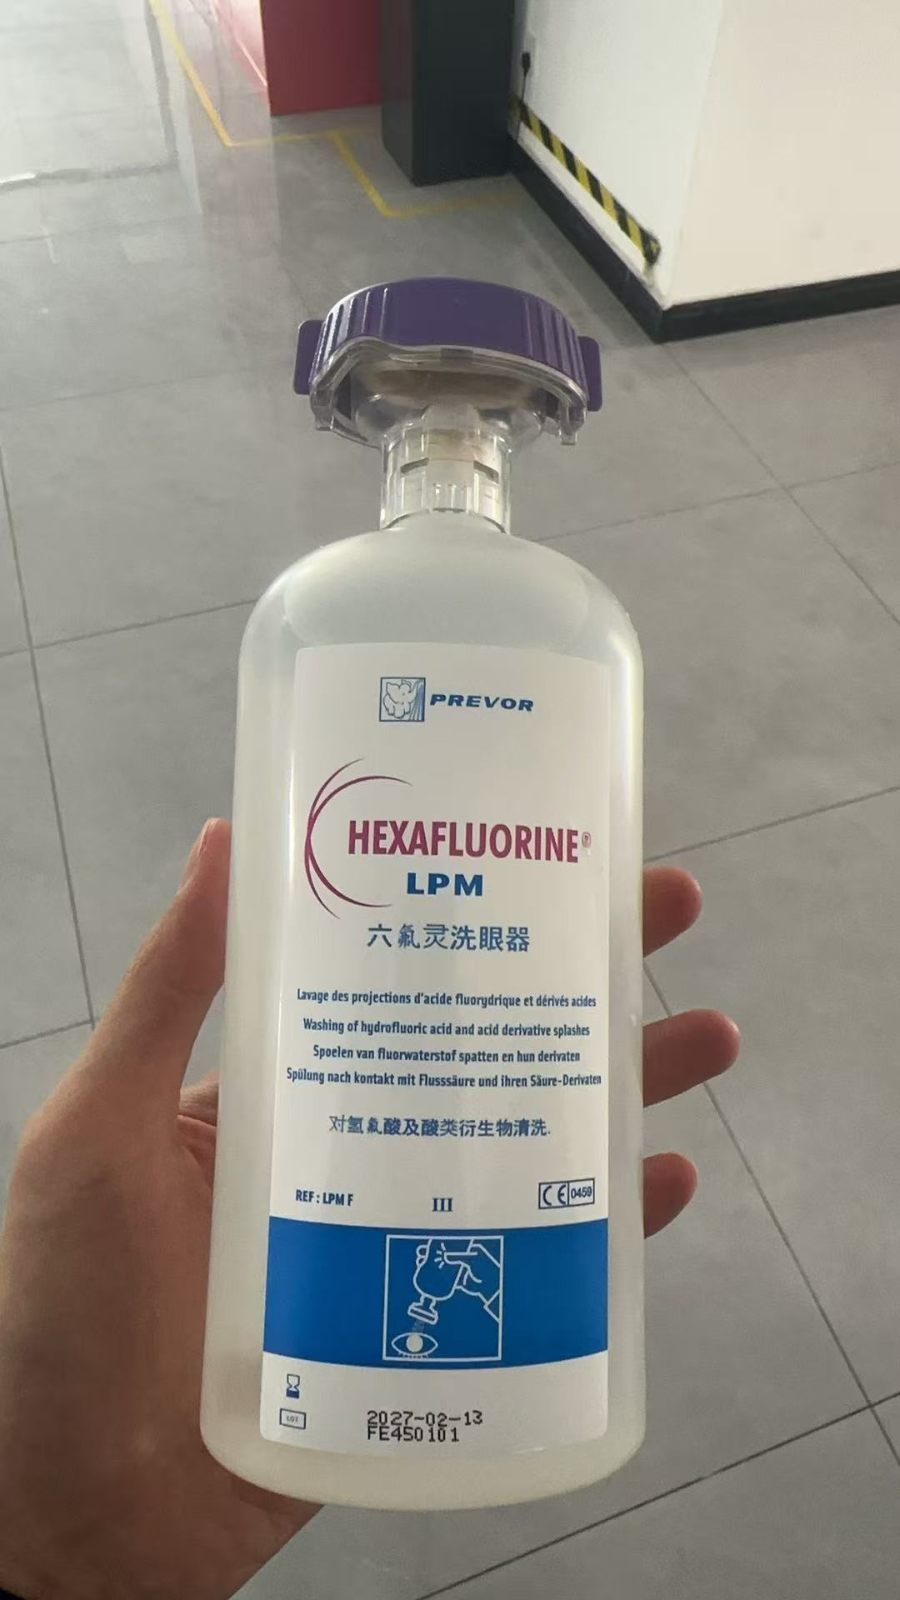 PREVOR
HEXAFLUORINE®
LPM
六氟灵洗眼器
Lavage des projections d'acide fluorydrique et dérivés acides
Washing of hydrofluoric acid and acid derivative splashes
Spoelen van fluorwaterstof spatten en hun derivaten
Spülung nach kontakt mit Flusssäure und ihren Säure-Derivaten
对氢氟酸及酸类衍生物清洗.
REF : LPM F III CE 0459
2027-02-13
LOT FE450101